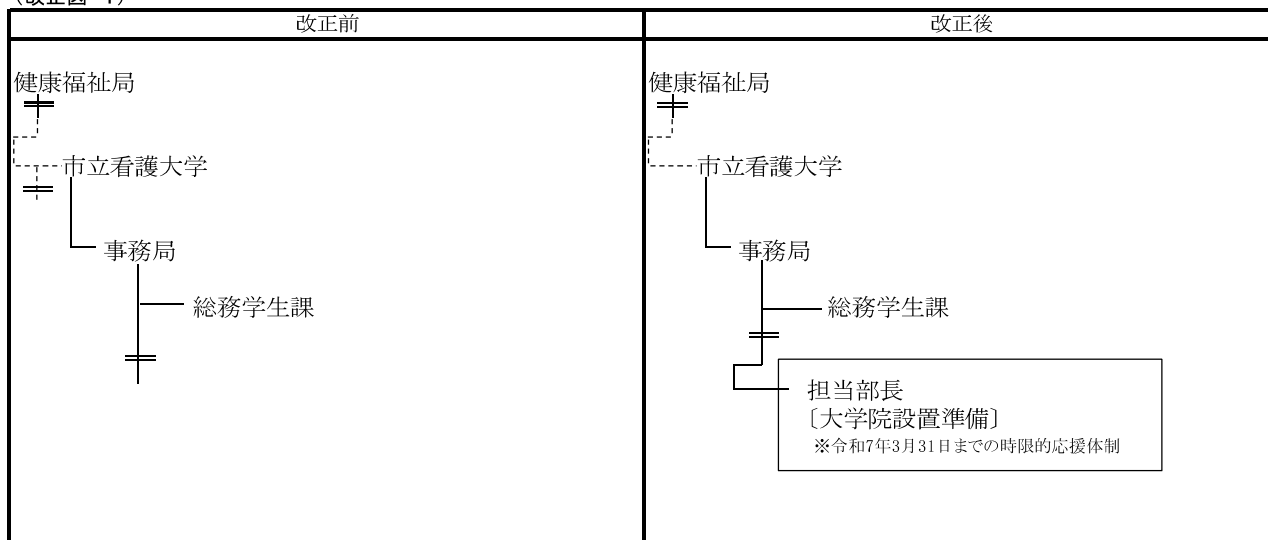 改正前
改正後
健康福祉局
市立看護大学
事務局
総務学生課
健康福祉局
市立看護大学
事務局
総務学生課
担当部長
〔大学院設置準備〕
※令和7年3月31日までの時限的応援体制